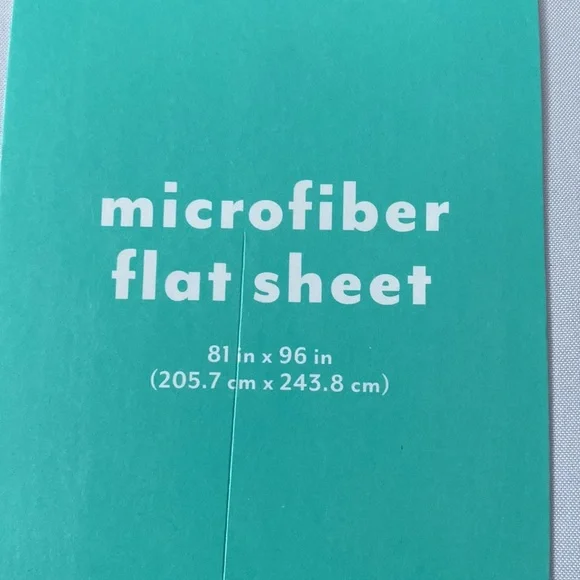 microfiber
flat sheet
81 in x 96 in
(205.7 cm x 243.8 cm)